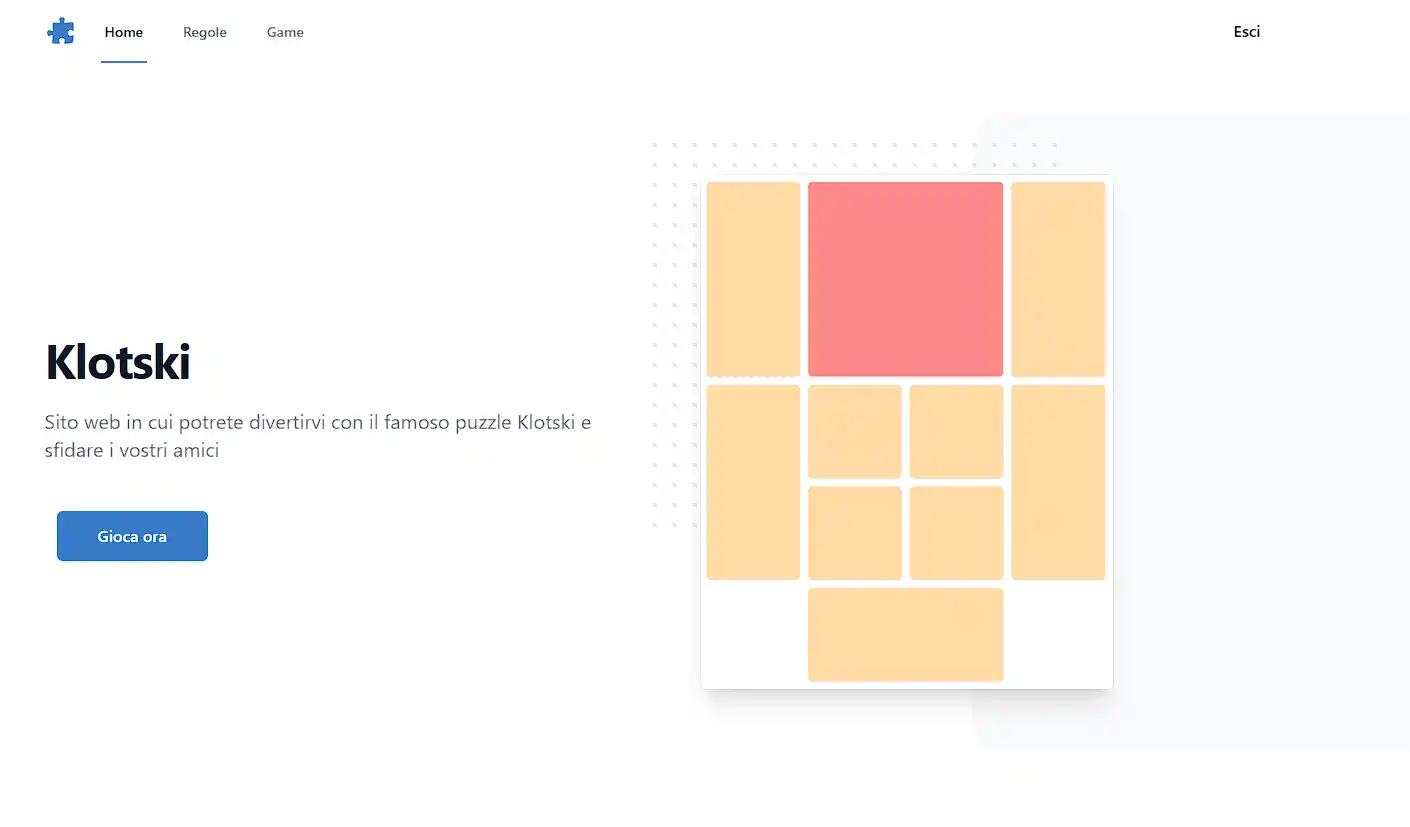 Home
Regole
Game
Esci
Klotski
Sito web in cui potrete divertirvi con il famoso puzzle Klotski e
sfidare i vostri amici
Gioca ora